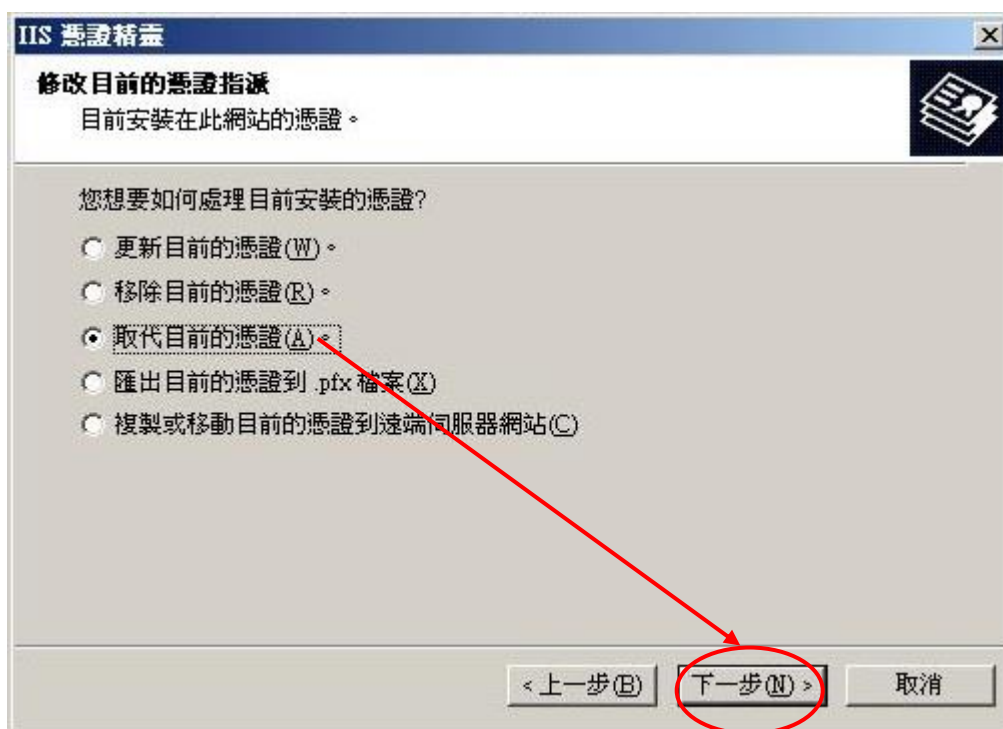 IIS 憑證精靈
修改目前的憑證指派
目前安裝在此網站的憑證。
您想要如何處理目前安裝的憑證?
更新目前的憑證(W)。
移除目前的憑證(R)。
取代目前的憑證(A)。
匯出目前的憑證到 .pfx 檔案(X)
複製或移動目前的憑證到遠端伺服器網站(C)
<上一步(B) 下一步(N)> 取消